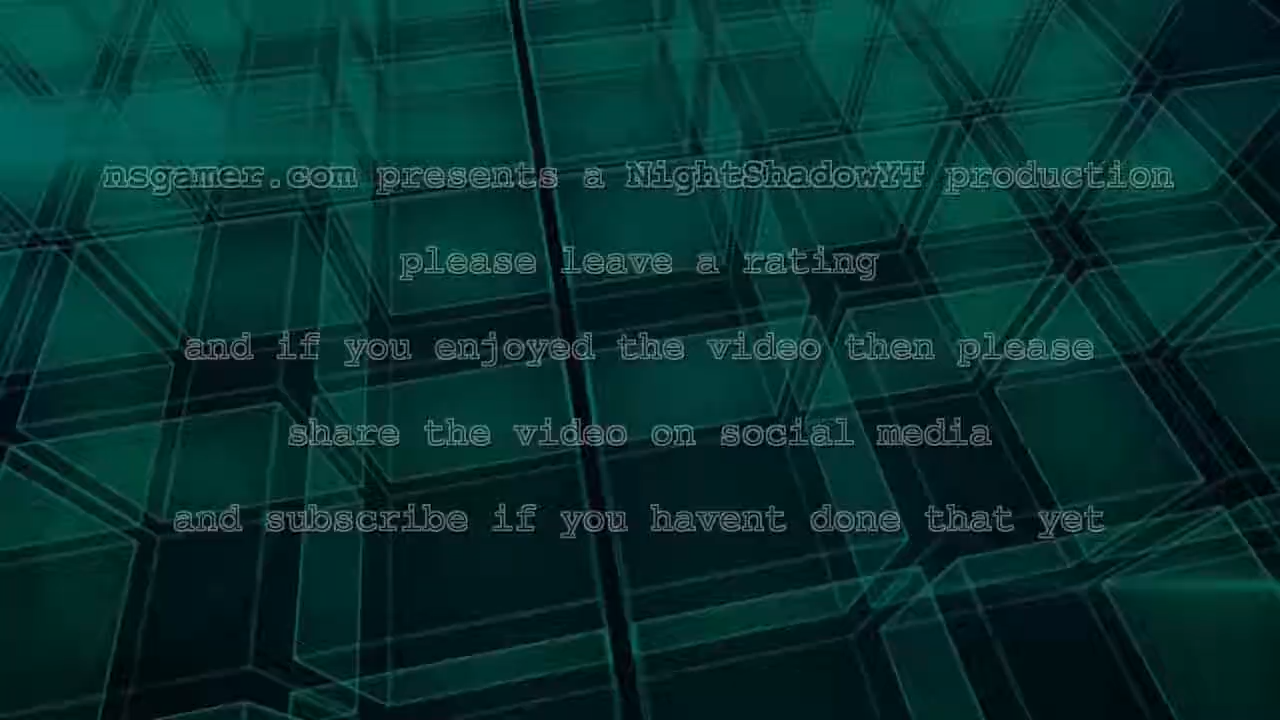 nsgamer.com presents a NightShadowYT production
please leave a rating
and if you enjoyed the video then please
share the video on social media
and subscribe if you havent done that yet